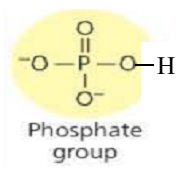 O
⁻O – P – O – H
O⁻
Phosphate
group